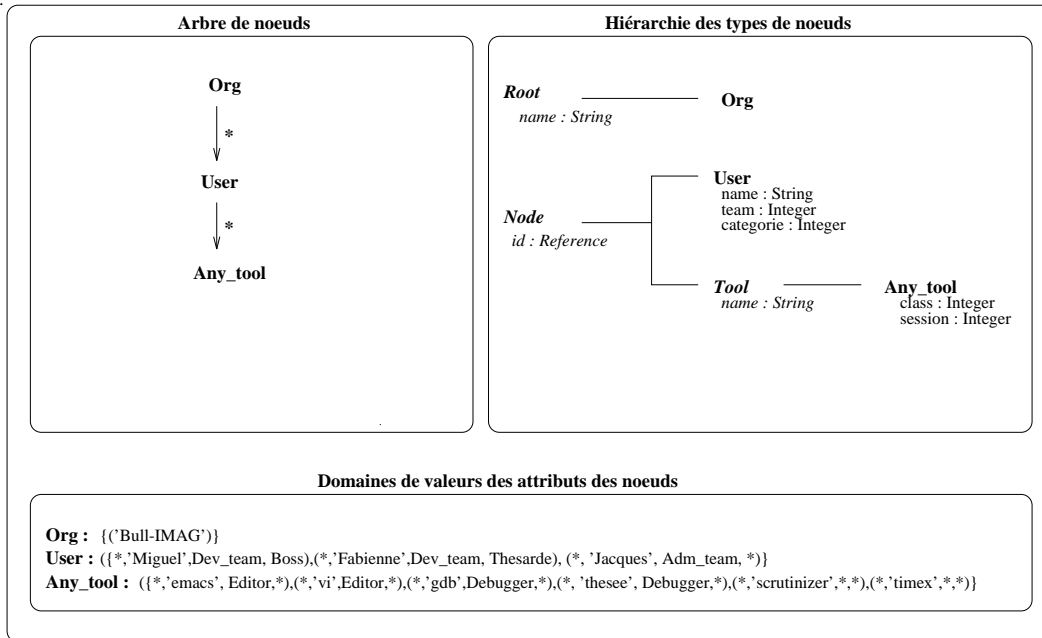 Arbre de noeuds
Hiérarchie des types de noeuds
Org
*
User
*
Any_tool
Root
name : String
Org
Node
id : Reference
User
name : String
team : Integer
categorie : Integer
Tool
name : String
Any_tool
class : Integer
session : Integer
Domaines de valeurs des attributs des noeuds
Org : {('Bull-IMAG')}
User : ({*,'Miguel',Dev_team, Boss),(*,'Fabienne',Dev_team, Thesarde), (*, 'Jacques', Adm_team, *)}
Any_tool : ({*,'emacs', Editor,*),(*,'vi',Editor,*),(*,'gdb',Debugger,*),(*, 'thesee', Debugger,*),(*,'scrutinizer',*,*),(*,'timex',*,*)}